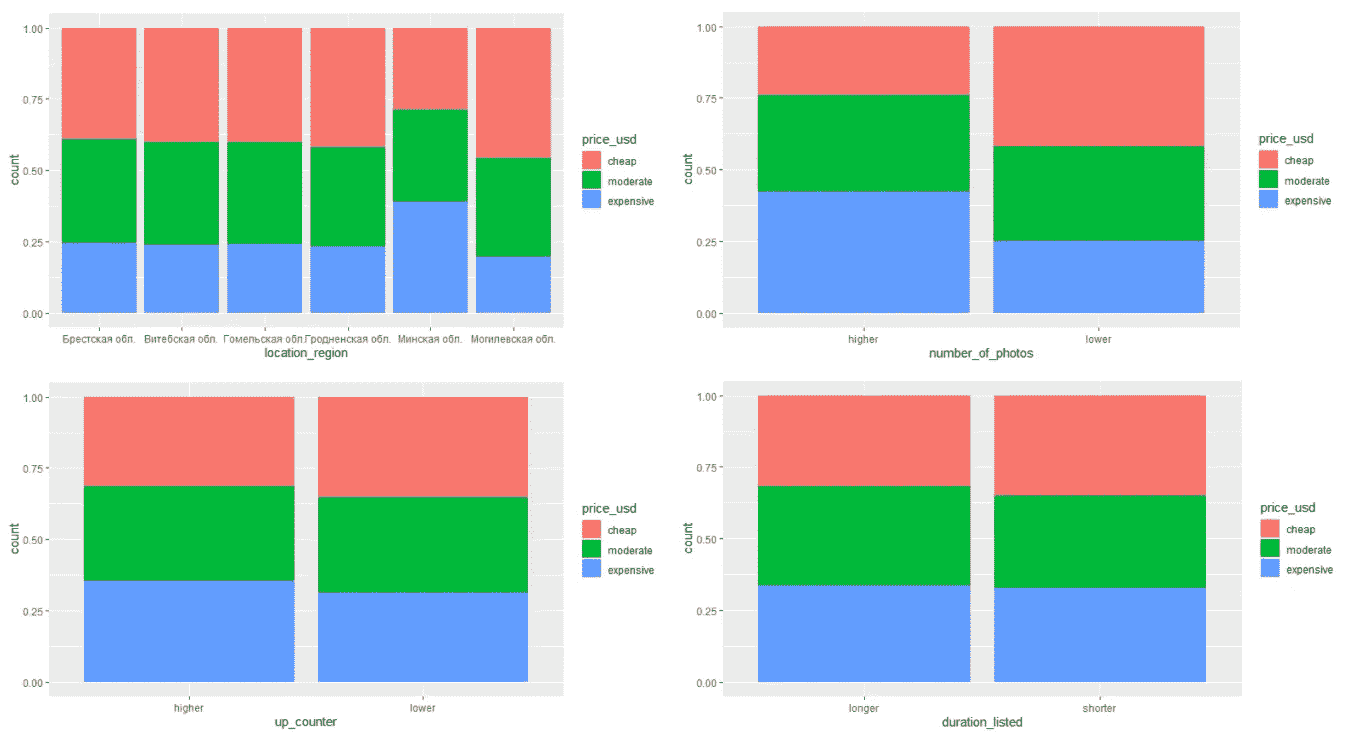 1.00
0.75
0.50
0.25
0.00
count
Брестская обл. Витебская обл. Гомельская обл. Гродненская обл. Минская обл. Могилевская обл.
location_region
price_usd
cheap
moderate
expensive
1.00
0.75
0.50
0.25
0.00
count
higher lower
number_of_photos
price_usd
cheap
moderate
expensive
1.00
0.75
0.50
0.25
0.00
count
higher lower
up_counter
price_usd
cheap
moderate
expensive
1.00
0.75
0.50
0.25
0.00
count
longer shorter
duration_listed
price_usd
cheap
moderate
expensive